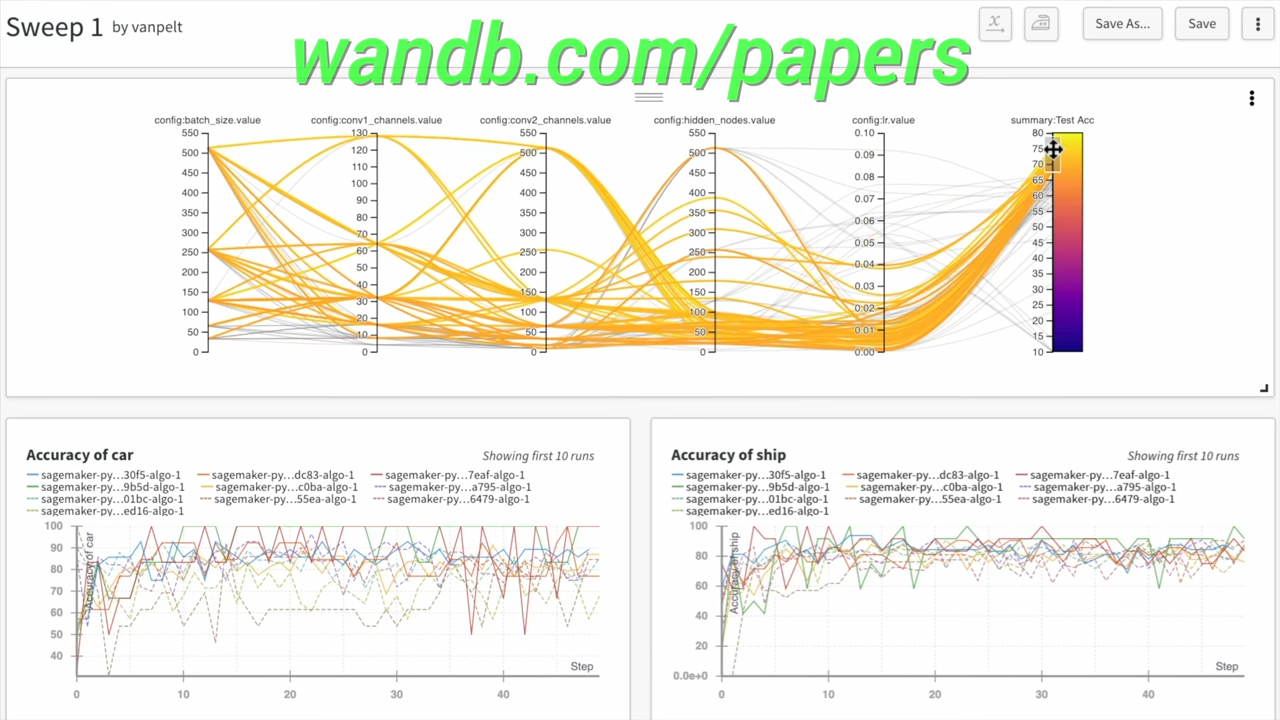 Sweep 1 by vanpelt
Save As...
Save
wandb.com/papers
config:batch_size.value config:conv1_channels.value config:conv2_channels.value config:hidden_nodes.value config:lr.value summary:Test Acc
550 500 450 400 350 300 250 200 150 100 50 0
130 120 110 100 90 80 70 60 50 40 30 20 10 0
550 500 450 400 350 300 250 200 150 100 50 0
550 500 450 400 350 300 250 200 150 100 50 0
0.10 0.09 0.08 0.07 0.06 0.05 0.04 0.03 0.02 0.01 0.00
80 75 70 65 60 55 50 45 40 35 30 25 20 15 10
Accuracy of car
Showing first 10 runs
sagemaker-py...30f5-algo-1 sagemaker-py...dc83-algo-1 sagemaker-py...7eaf-algo-1
sagemaker-py...9b5d-algo-1 sagemaker-py...c0ba-algo-1 sagemaker-py...a795-algo-1
sagemaker-py...01bc-algo-1 sagemaker-py...55ea-algo-1 sagemaker-py...6479-algo-1
sagemaker-py...ed16-algo-1
100 90 80 70 60 50 40
Accuracy of car
Step
0 10 20 30 40
Accuracy of ship
Showing first 10 runs
sagemaker-py...30f5-algo-1 sagemaker-py...dc83-algo-1 sagemaker-py...7eaf-algo-1
sagemaker-py...9b5d-algo-1 sagemaker-py...c0ba-algo-1 sagemaker-py...a795-algo-1
sagemaker-py...01bc-algo-1 sagemaker-py...55ea-algo-1 sagemaker-py...6479-algo-1
sagemaker-py...ed16-algo-1
100 80 60 40 20 0.0e+0
Accuracy of ship
Step
0 10 20 30 40